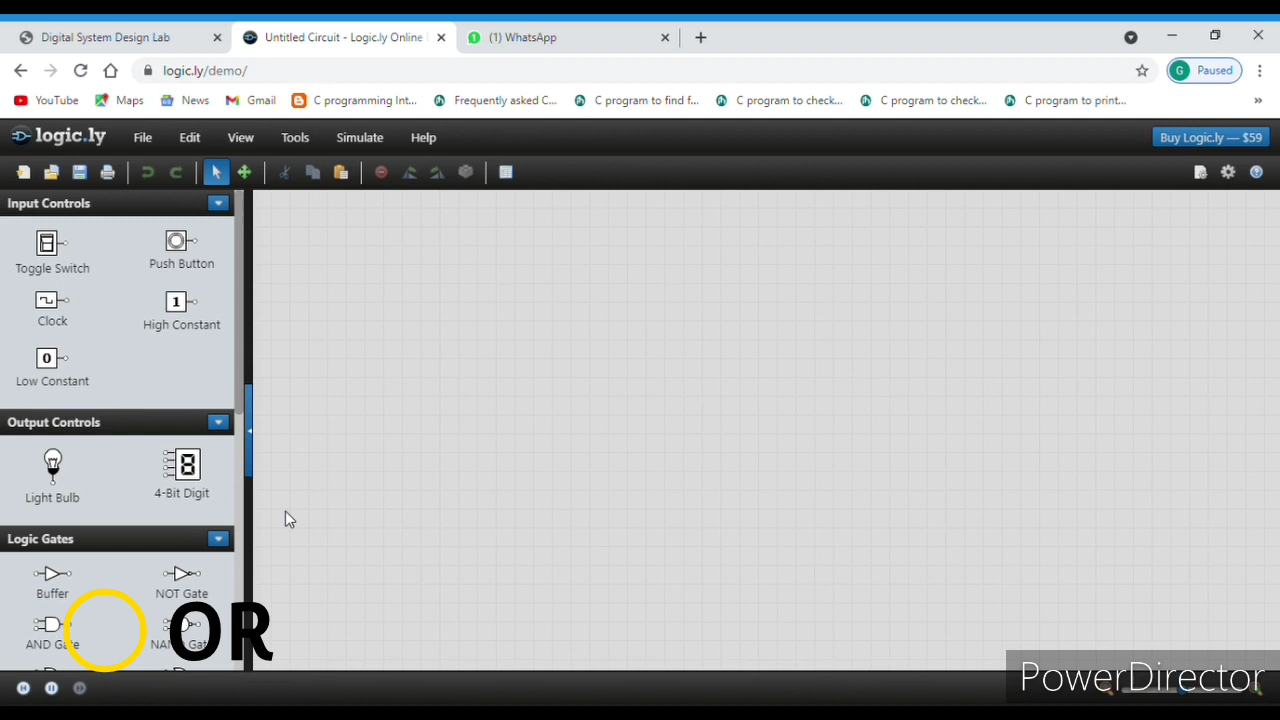 Digital System Design Lab
Untitled Circuit - Logic.ly Online
(1) WhatsApp
logic.ly/demo/
G Paused
YouTube
Maps
News
Gmail
C programming Int...
Frequently asked C...
C program to find f...
C program to check...
C program to check...
C program to print...
»
logic.ly
File
Edit
View
Tools
Simulate
Help
Buy Logic.ly — $59
Input Controls
Toggle Switch
Push Button
Clock
1
High Constant
0
Low Constant
Output Controls
Light Bulb
8
4-Bit Digit
Logic Gates
Buffer
NOT Gate
AND Gate
OR
PowerDirector